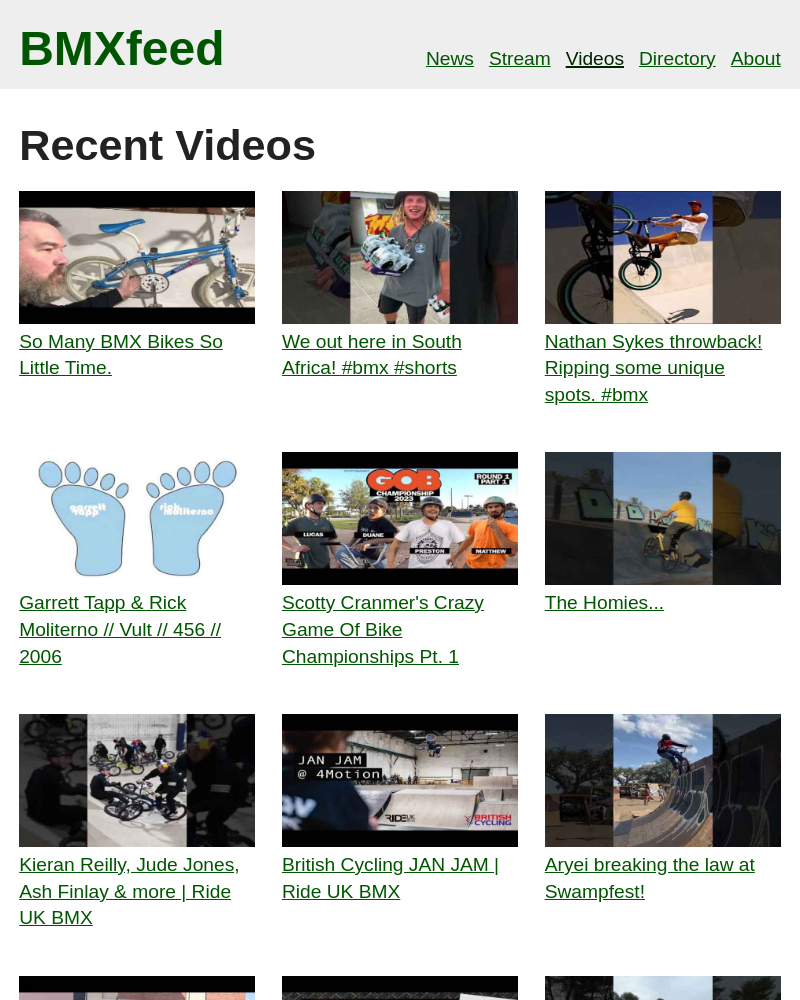 BMXfeed
News Stream Videos Directory About
Recent Videos
So Many BMX Bikes So
Little Time.
We out here in South
Africa! #bmx #shorts
Nathan Sykes throwback!
Ripping some unique
spots. #bmx
garrett
tapp
rick
moliterno
GOB
CHAMPIONSHIP
2023
ROUND 1
PART 1
LUCAS
DUANE
PRESTON
MATTHEW
Garrett Tapp & Rick
Moliterno // Vult // 456 //
2006
Scotty Cranmer's Crazy
Game Of Bike
Championships Pt. 1
The Homies...
JAN JAM
@ 4Motion
RIDEUK
BRITISH
CYCLING
Kieran Reilly, Jude Jones,
Ash Finlay & more | Ride
UK BMX
British Cycling JAN JAM |
Ride UK BMX
Aryei breaking the law at
Swampfest!